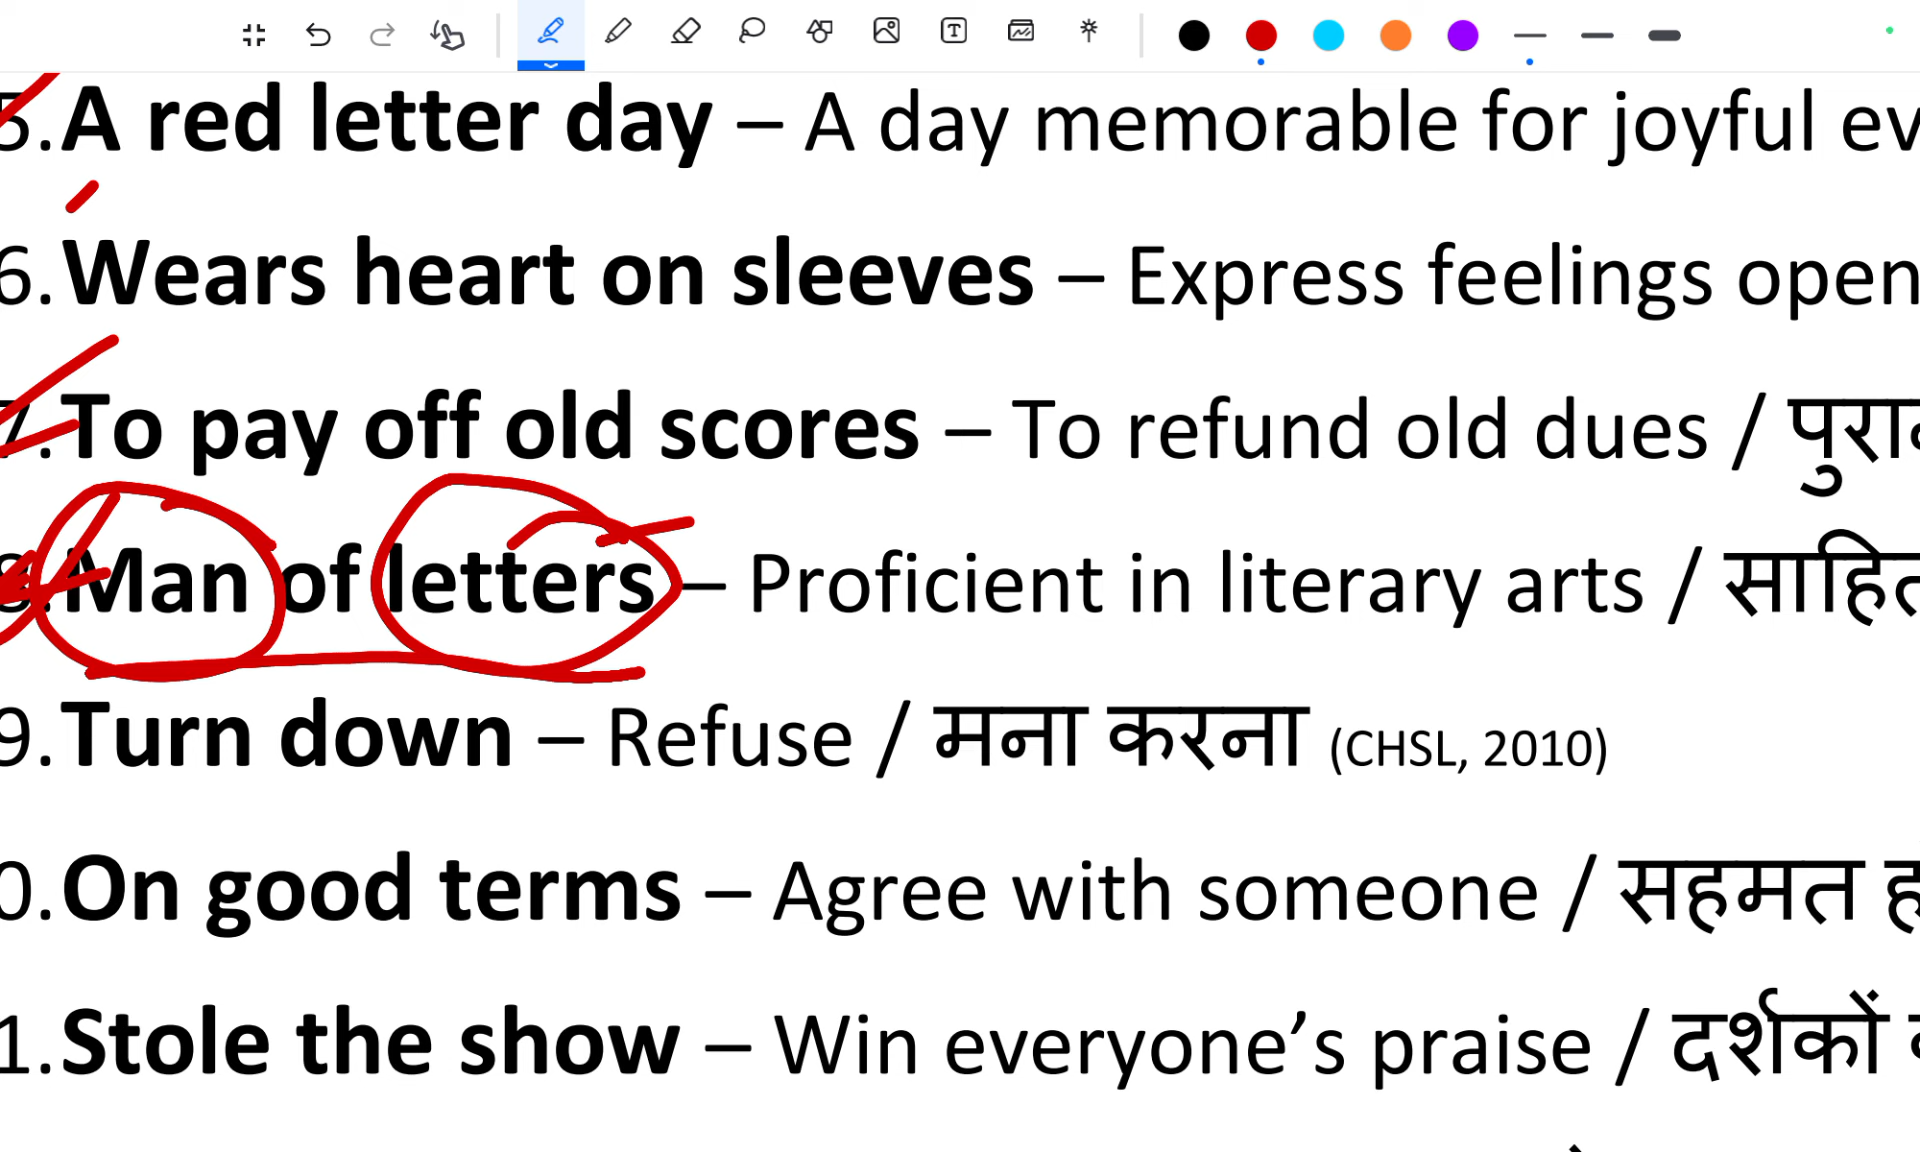 5. A red letter day – A day memorable for joyful ev
6. Wears heart on sleeves – Express feelings open
7. To pay off old scores – To refund old dues /
8. Man of letters – Proficient in literary arts /
9. Turn down – Refuse / मना करना (CHSL, 2010)
0. On good terms – Agree with someone / सहमत
1. Stole the show – Win everyone’s praise / दर्शकों